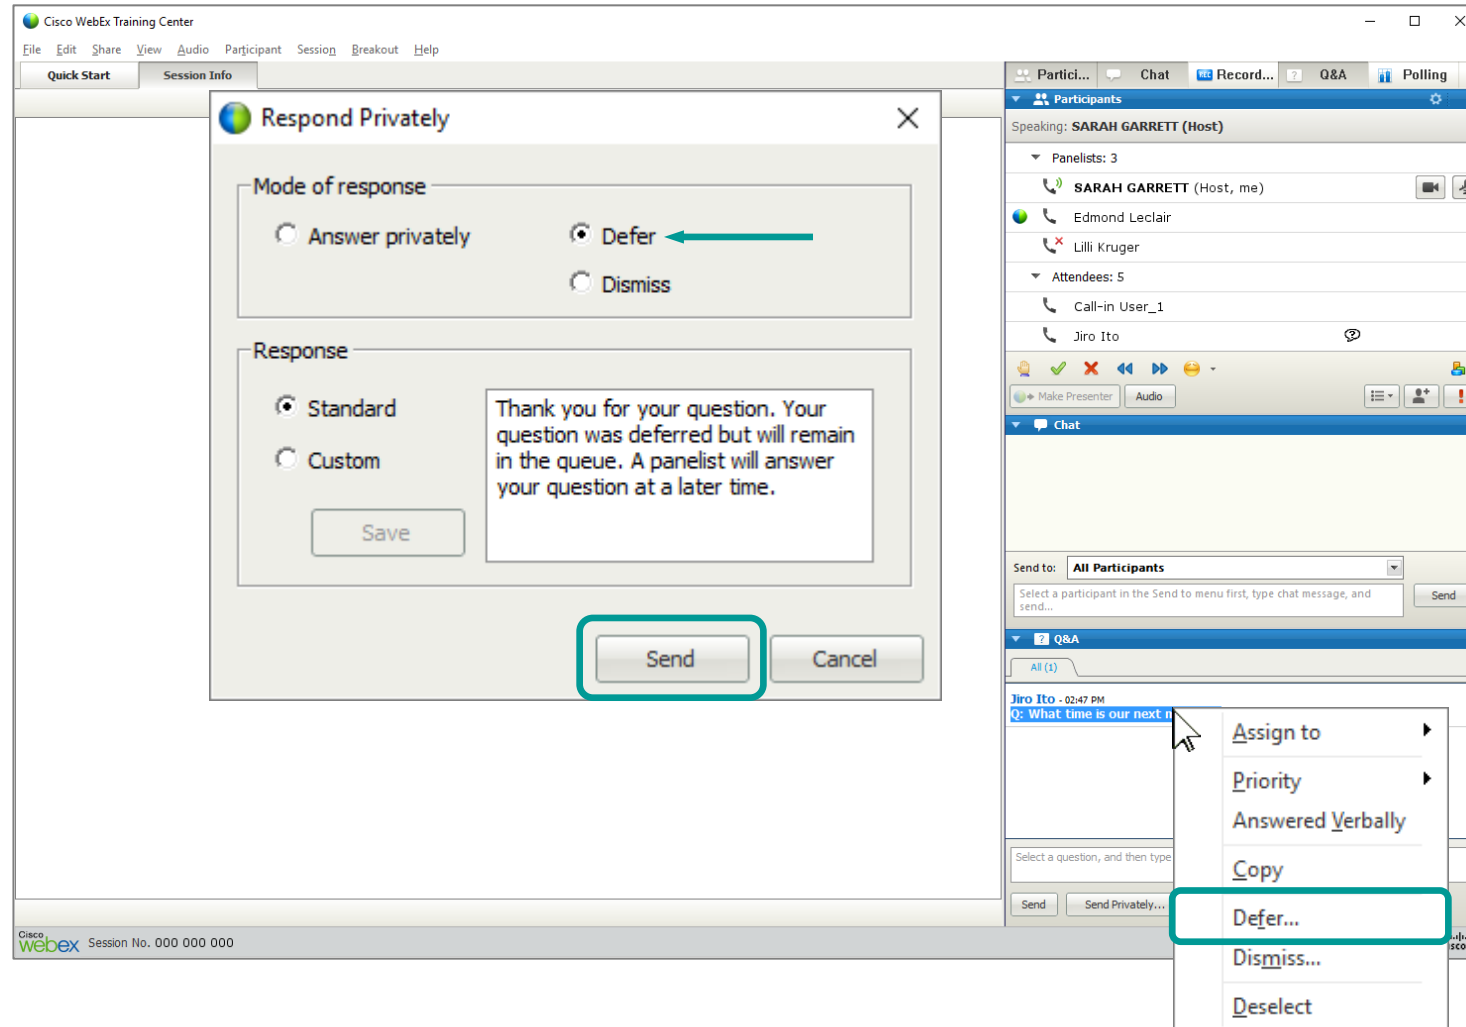 Cisco WebEx Training Center
File Edit Share View Audio Participant Session Breakout Help
Quick Start Session Info
Partici... Chat REC Record... ? Q&A Polling
Respond Privately
Mode of response
Answer privately Defer
Dismiss
Response
Standard
Custom
Save
Thank you for your question. Your
question was deferred but will remain
in the queue. A panelist will answer
your question at a later time.
Send Cancel
Participants
Speaking: SARAH GARRETT (Host)
Panelists: 3
SARAH GARRETT (Host, me)
Edmond Leclair
Lilli Kruger
Attendees: 5
Call-in User_1
Jiro Ito ?
Make Presenter Audio
Chat
Send to: All Participants
Select a participant in the Send to menu first, type chat message, and
send...
Send
? Q&A
All (1)
Jiro Ito - 02:47 PM
Q: What time is our next
Select a question, and then type
Send Send Privately...
Assign to
Priority
Answered Verbally
Copy
Defer...
Dismiss...
Deselect
Cisco
webex Session No. 000 000 000